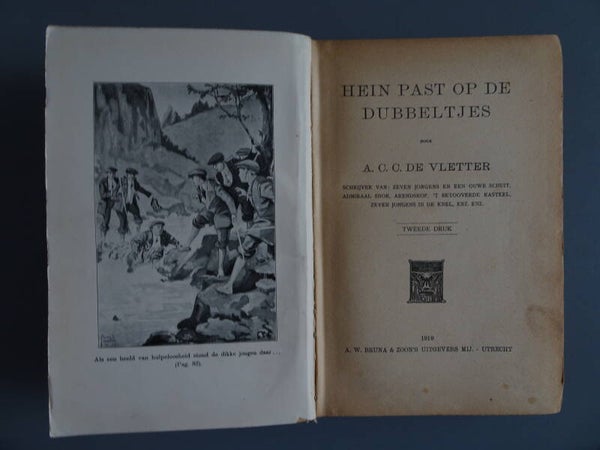 Als een beeld van hulpeloosheid stond de dikke jongen daar . . .
(Pag. 82).
HEIN PAST OP DE
DUBBELTJES
DOOR
A. C. C. DE VLETTER
SCHRIJVER VAN: ZEVEN JONGENS EN EEN OUWE SCHUIT,
ADMIRAAL SNOR, ARENDSHOF, 'T BETOOVERDE KASTEEL,
ZEVEN JONGENS IN DE KNEL, ENZ. ENZ.
TWEEDE DRUK
1919
A. W. BRUNA & ZOON'S UITGEVERS MIJ. - UTRECHT